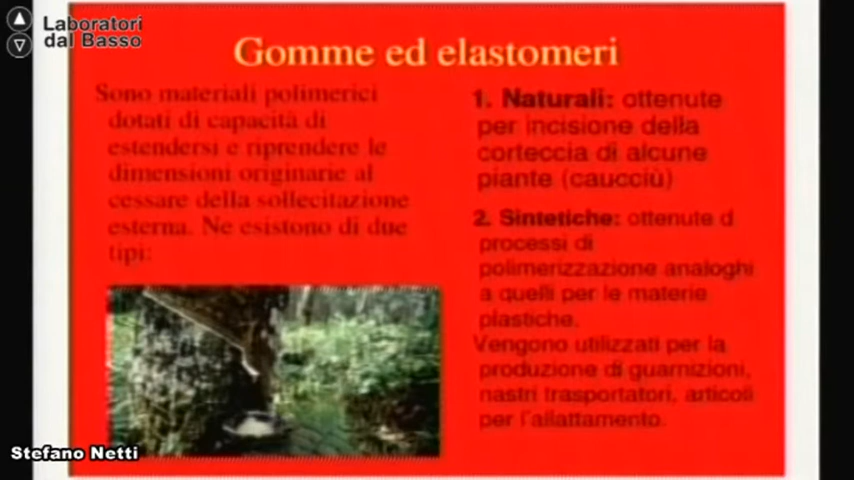 Laboratori
dal Basso
Gomme ed elastomeri
Sono materiali polimerici
dotati di capacità di
estendersi e riprendere le
dimensioni originarie al
cessare della sollecitazione
esterna. Ne esistono di due
tipi:
1. Naturali: ottenute
per incisione della
corteccia di alcune
piante (caucciù)
2. Sintetiche: ottenute d
processi di
polimerizzazione analoghi
a quelli per le materie
plastiche.
Vengono utilizzati per la
produzione di guarnizioni,
nastri trasportatori, articoli
per l'allattamento.
Stefano Netti